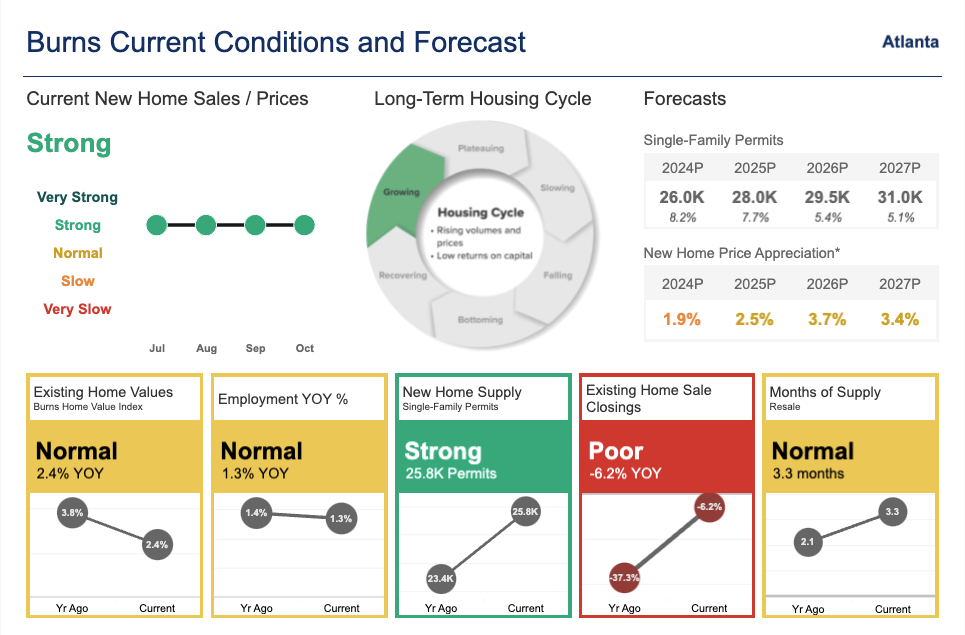 Burns Current Conditions and Forecast
Atlanta
Current New Home Sales / Prices
Strong
Very Strong
Strong
Normal
Slow
Very Slow
Jul Aug Sep Oct
Long-Term Housing Cycle
Plateauing
Slowing
Falling
Bottoming
Recovering
Growing
Housing Cycle
• Rising volumes and
prices
• Low returns on capital
Forecasts
Single-Family Permits
2024P 2025P 2026P 2027P
26.0K 28.0K 29.5K 31.0K
8.2% 7.7% 5.4% 5.1%
New Home Price Appreciation*
2024P 2025P 2026P 2027P
1.9% 2.5% 3.7% 3.4%
Existing Home Values
Burns Home Value Index
Normal
2.4% YOY
3.8%
2.4%
Yr Ago Current
Employment YOY %
Normal
1.3% YOY
1.4%
1.3%
Yr Ago Current
New Home Supply
Single-Family Permits
Strong
25.8K Permits
25.8K
23.4K
Yr Ago Current
Existing Home Sale
Closings
Poor
-6.2% YOY
-6.2%
-37.3%
Yr Ago Current
Months of Supply
Resale
Normal
3.3 months
3.3
2.1
Yr Ago Current